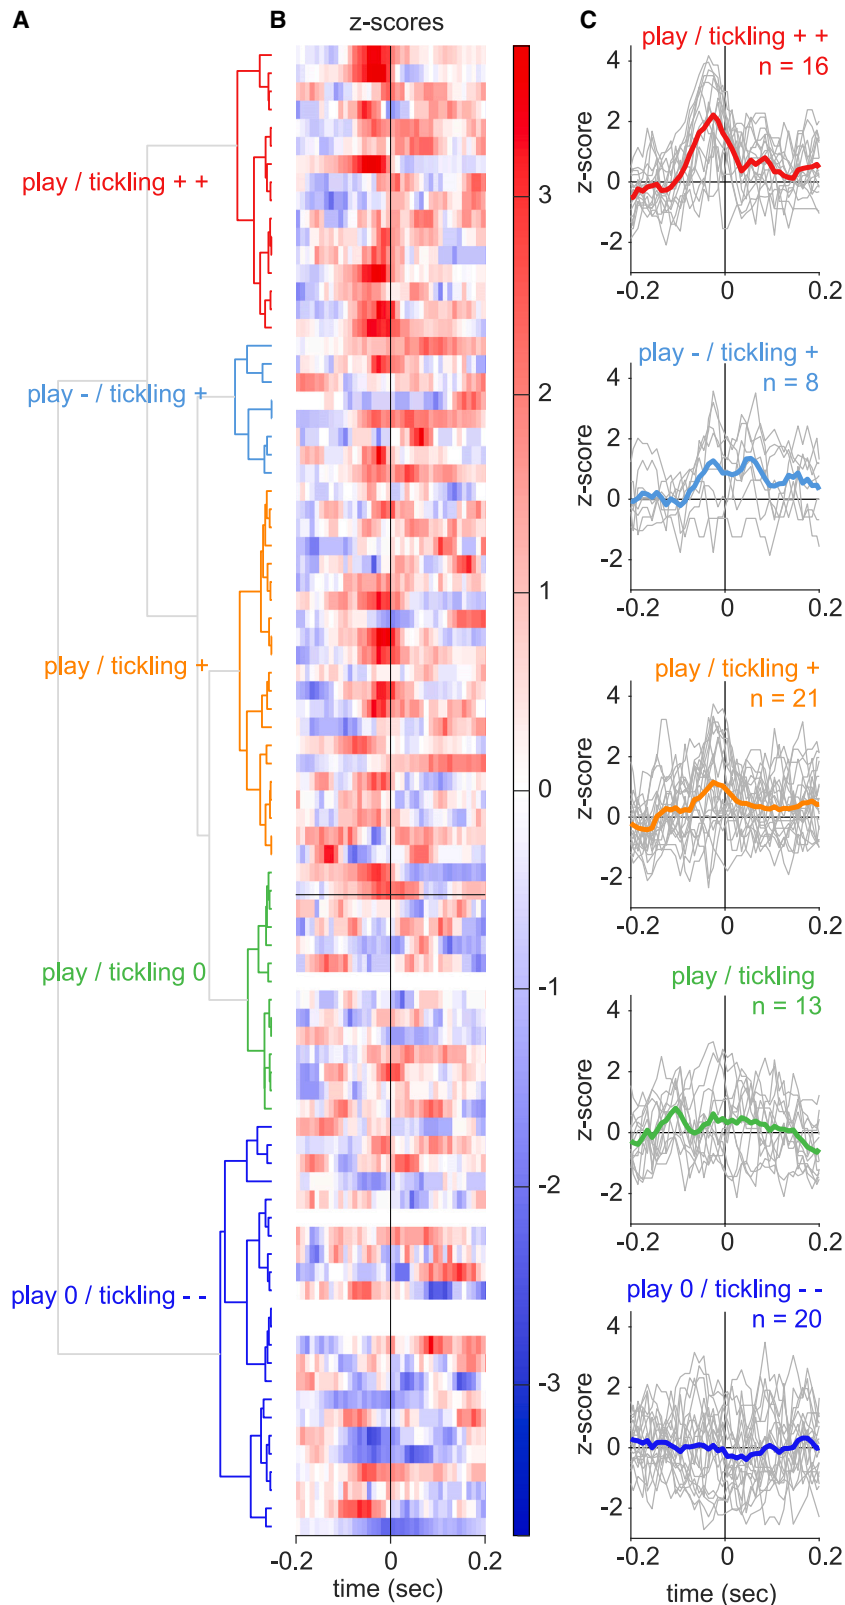 A
B
C
z-scores
play / tickling + +
play - / tickling +
play / tickling +
play / tickling 0
play 0 / tickling - -
-0.2
0
0.2
time (sec)
3
2
1
0
-1
-2
-3
play / tickling + +
n = 16
z-score
4
2
0
-2
-0.2
0
0.2
play - / tickling +
n = 8
z-score
4
2
0
-2
-0.2
0
0.2
play / tickling +
n = 21
z-score
4
2
0
-2
-0.2
0
0.2
play / tickling
n = 13
z-score
4
2
0
-2
-0.2
0
0.2
play 0 / tickling - -
n = 20
z-score
4
2
0
-2
-0.2
0
0.2
time (sec)